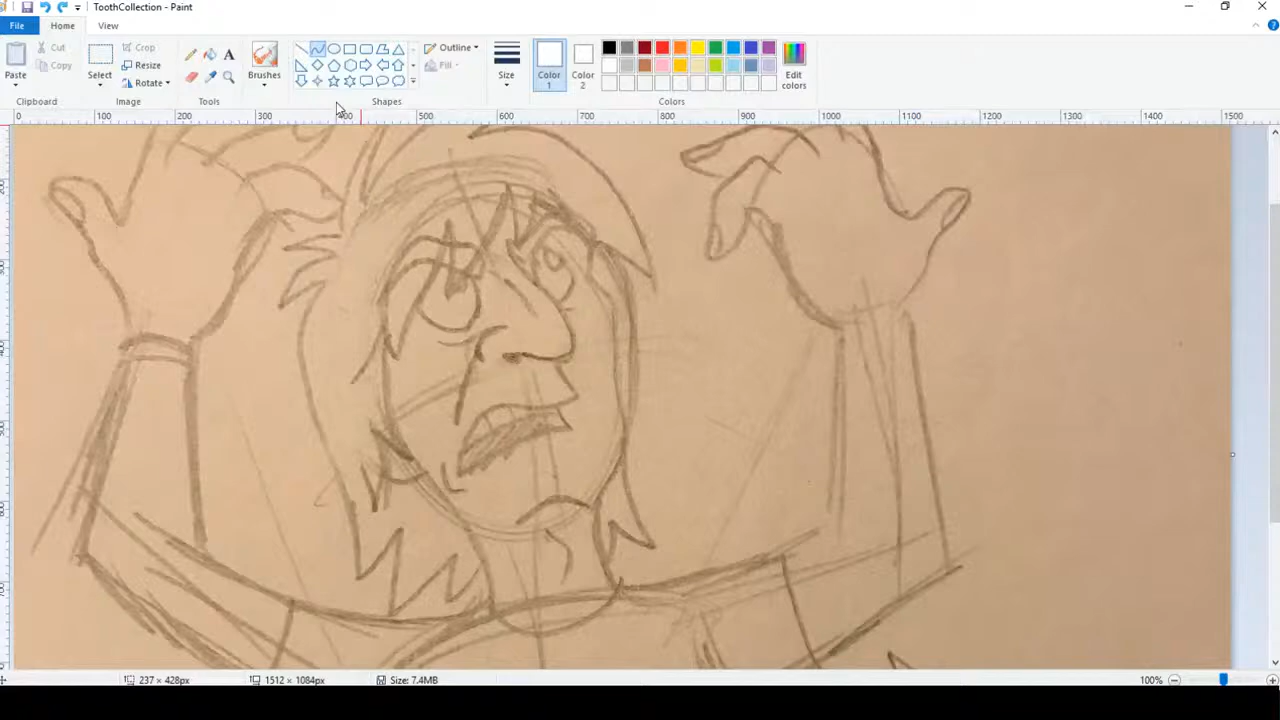 ToothCollection - Paint
File Home View
Paste Cut Copy Select Crop Resize Rotate Brushes Outline Fill Size Color 1 Color 2 Edit colors
Clipboard Image Tools Shapes Colors
0 100 200 300 400 500 600 700 800 900 1000 1100 1200 1300 1400 1500
237 × 428px 1512 × 1084px Size: 7.4MB 100%